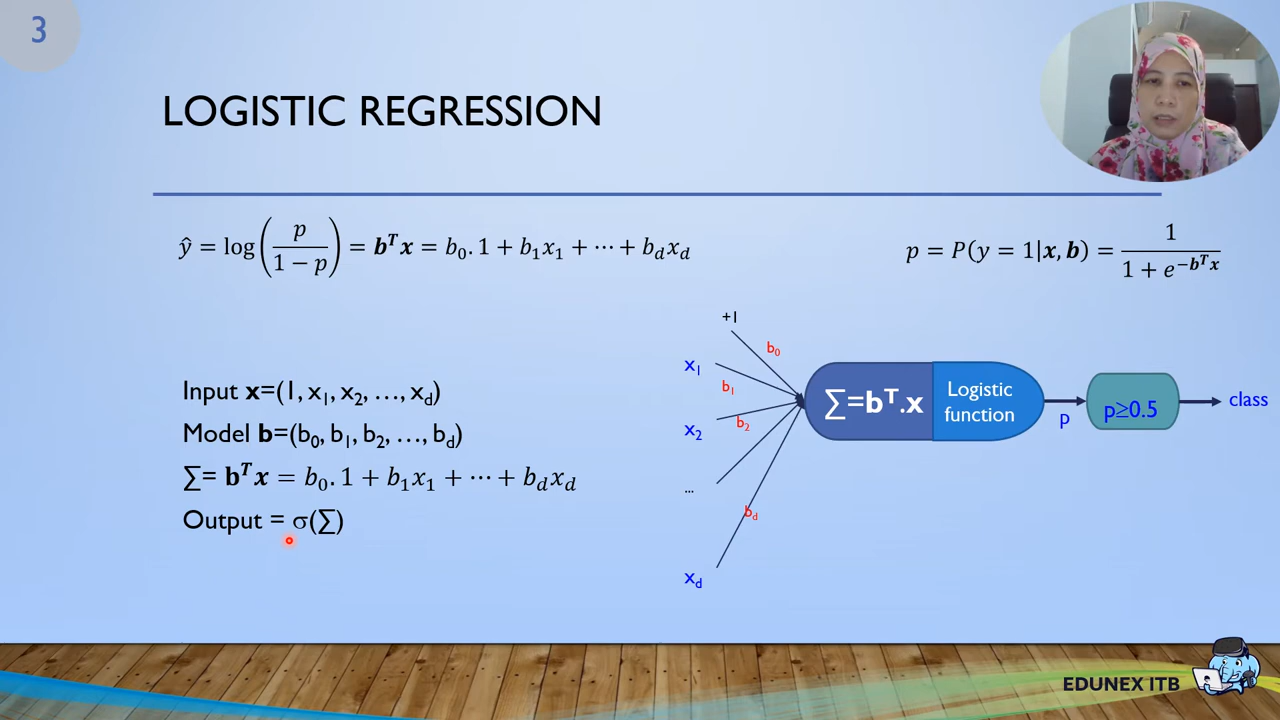 3
LOGISTIC REGRESSION
ŷ = log(p / (1 − p)) = bᵀx = b₀. 1 + b₁x₁ + ⋯ + b_d x_d
p = P(y = 1|x, b) = 1 / (1 + e^(−bᵀx))
Input x=(1, x₁, x₂, …, x_d)
Model b=(b₀, b₁, b₂, …, b_d)
∑= bᵀx = b₀. 1 + b₁x₁ + ⋯ + b_d x_d
Output = σ(∑)
+1
b₀
x₁
b₁
x₂
b₂
...
b_d
x_d
∑=bᵀ.x
Logistic
function
p
p≥0.5
class
EDUNEX ITB